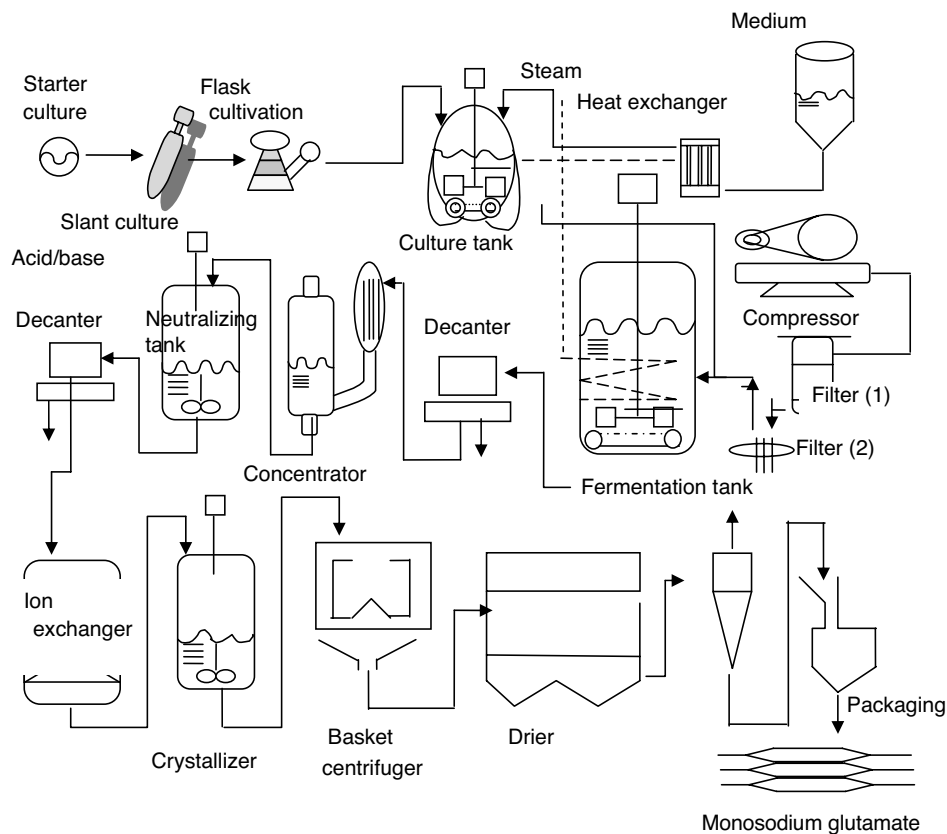 Medium
Steam
Starter
culture
Flask
cultivation
Heat exchanger
Slant culture
Culture tank
Acid/base
Decanter
Neutralizing
tank
Decanter
Compressor
Filter (1)
Filter (2)
Concentrator
Fermentation tank
Ion
exchanger
Packaging
Crystallizer
Basket
centrifuger
Drier
Monosodium glutamate